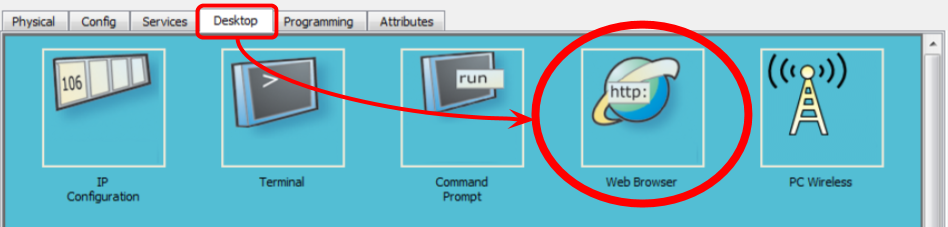 Physical Config Services Desktop Programming Attributes
106
>
run
http:
IP
Configuration
Terminal
Command
Prompt
Web Browser
PC Wireless